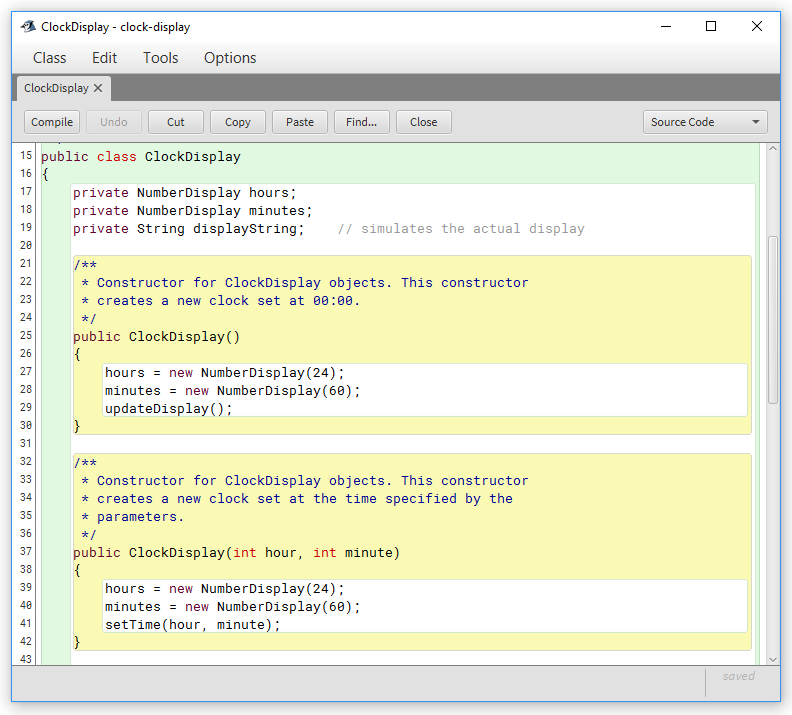 ClockDisplay - clock-display
Class Edit Tools Options
ClockDisplay
Compile Undo Cut Copy Paste Find... Close Source Code
15 public class ClockDisplay
16 {
17 private NumberDisplay hours;
18 private NumberDisplay minutes;
19 private String displayString; // simulates the actual display
20
21 /**
22 * Constructor for ClockDisplay objects. This constructor
23 * creates a new clock set at 00:00.
24 */
25 public ClockDisplay()
26 {
27 hours = new NumberDisplay(24);
28 minutes = new NumberDisplay(60);
29 updateDisplay();
30 }
31
32 /**
33 * Constructor for ClockDisplay objects. This constructor
34 * creates a new clock set at the time specified by the
35 * parameters.
36 */
37 public ClockDisplay(int hour, int minute)
38 {
39 hours = new NumberDisplay(24);
40 minutes = new NumberDisplay(60);
41 setTime(hour, minute);
42 }
43
saved